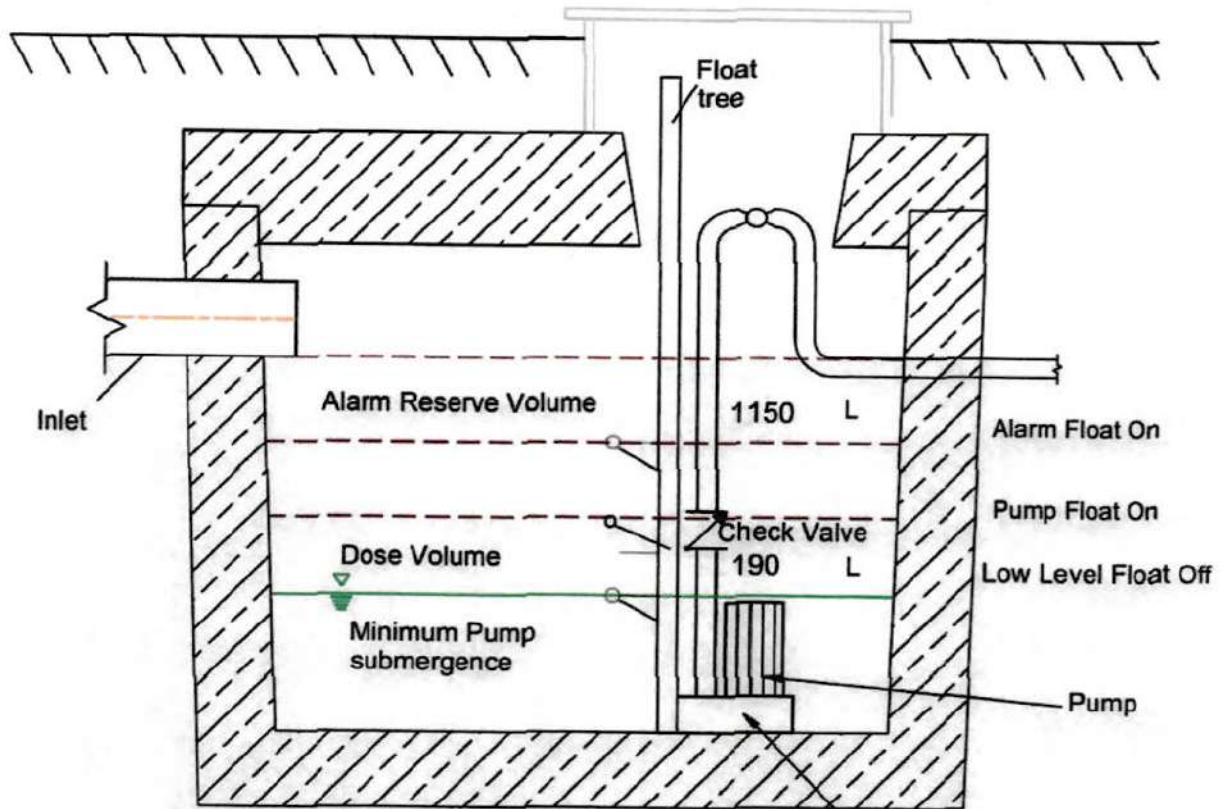 Float
tree
Inlet
Alarm Reserve Volume
1150 L
Alarm Float On
Pump Float On
Check Valve
Dose Volume
190 L
Low Level Float Off
Minimum Pump
submergence
Pump